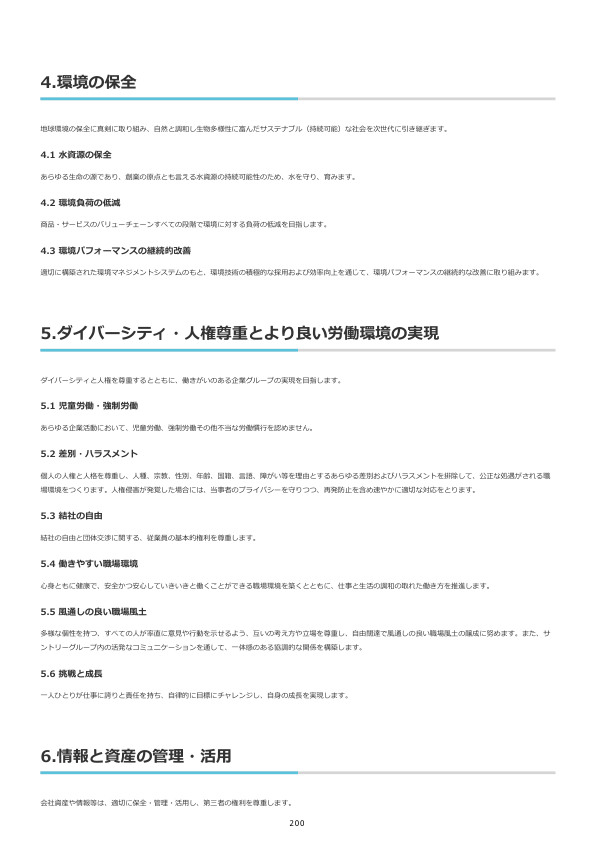 4.環境の保全
地球環境の保全に真剣に取り組み、自然と調和し生物多様性に富んだサステナブル（持続可能）な社会を次世代に引き継ぎます。
4.1 水資源の保全
あらゆる生命の源であり、創業の原点とも言える水資源の持続可能性のため、水を守り、育みます。
4.2 環境負荷の低減
商品・サービスのバリューチェーンすべての段階で環境に対する負荷の低減を目指します。
4.3 環境パフォーマンスの継続的改善
適切に構築された環境マネジメントシステムのもと、環境技術の積極的な採用および効率向上を通じて、環境パフォーマンスの継続的な改善に取り組みます。
5.ダイバーシティ・人権尊重とより良い労働環境の実現
ダイバーシティと人権を尊重するとともに、働きがいのある企業グループの実現を目指します。
5.1 児童労働・強制労働
あらゆる企業活動において、児童労働、強制労働その他不当な労働慣行を認めません。
5.2 差別・ハラスメント
個人の人権と人格を尊重し、人種、宗教、性別、年齢、国籍、言語、障がい等を理由とするあらゆる差別およびハラスメントを排除して、公正な処遇がされる職
場環境をつくります。人権侵害が発覚した場合には、当事者のプライバシーを守りつつ、再発防止を含め速やかに適切な対応をとります。
5.3 結社の自由
結社の自由と団体交渉に関する、従業員の基本的権利を尊重します。
5.4 働きやすい職場環境
心身ともに健康で、安全かつ安心していきいきと働くことができる職場環境を築くとともに、仕事と生活の調和の取れた働き方を推進します。
5.5 風通しの良い職場風土
多様な個性を持つ、すべての人が率直に意見や行動を示せるよう、互いの考え方や立場を尊重し、自由闊達で風通しの良い職場風土の醸成に努めます。また、サ
ントリーグループ内の活発なコミュニケーションを通して、一体感のある協調的な関係を構築します。
5.6 挑戦と成長
一人ひとりが仕事に誇りと責任を持ち、自律的に目標にチャレンジし、自身の成長を実現します。
6.情報と資産の管理・活用
会社資産や情報等は、適切に保全・管理・活用し、第三者の権利を尊重します。
200